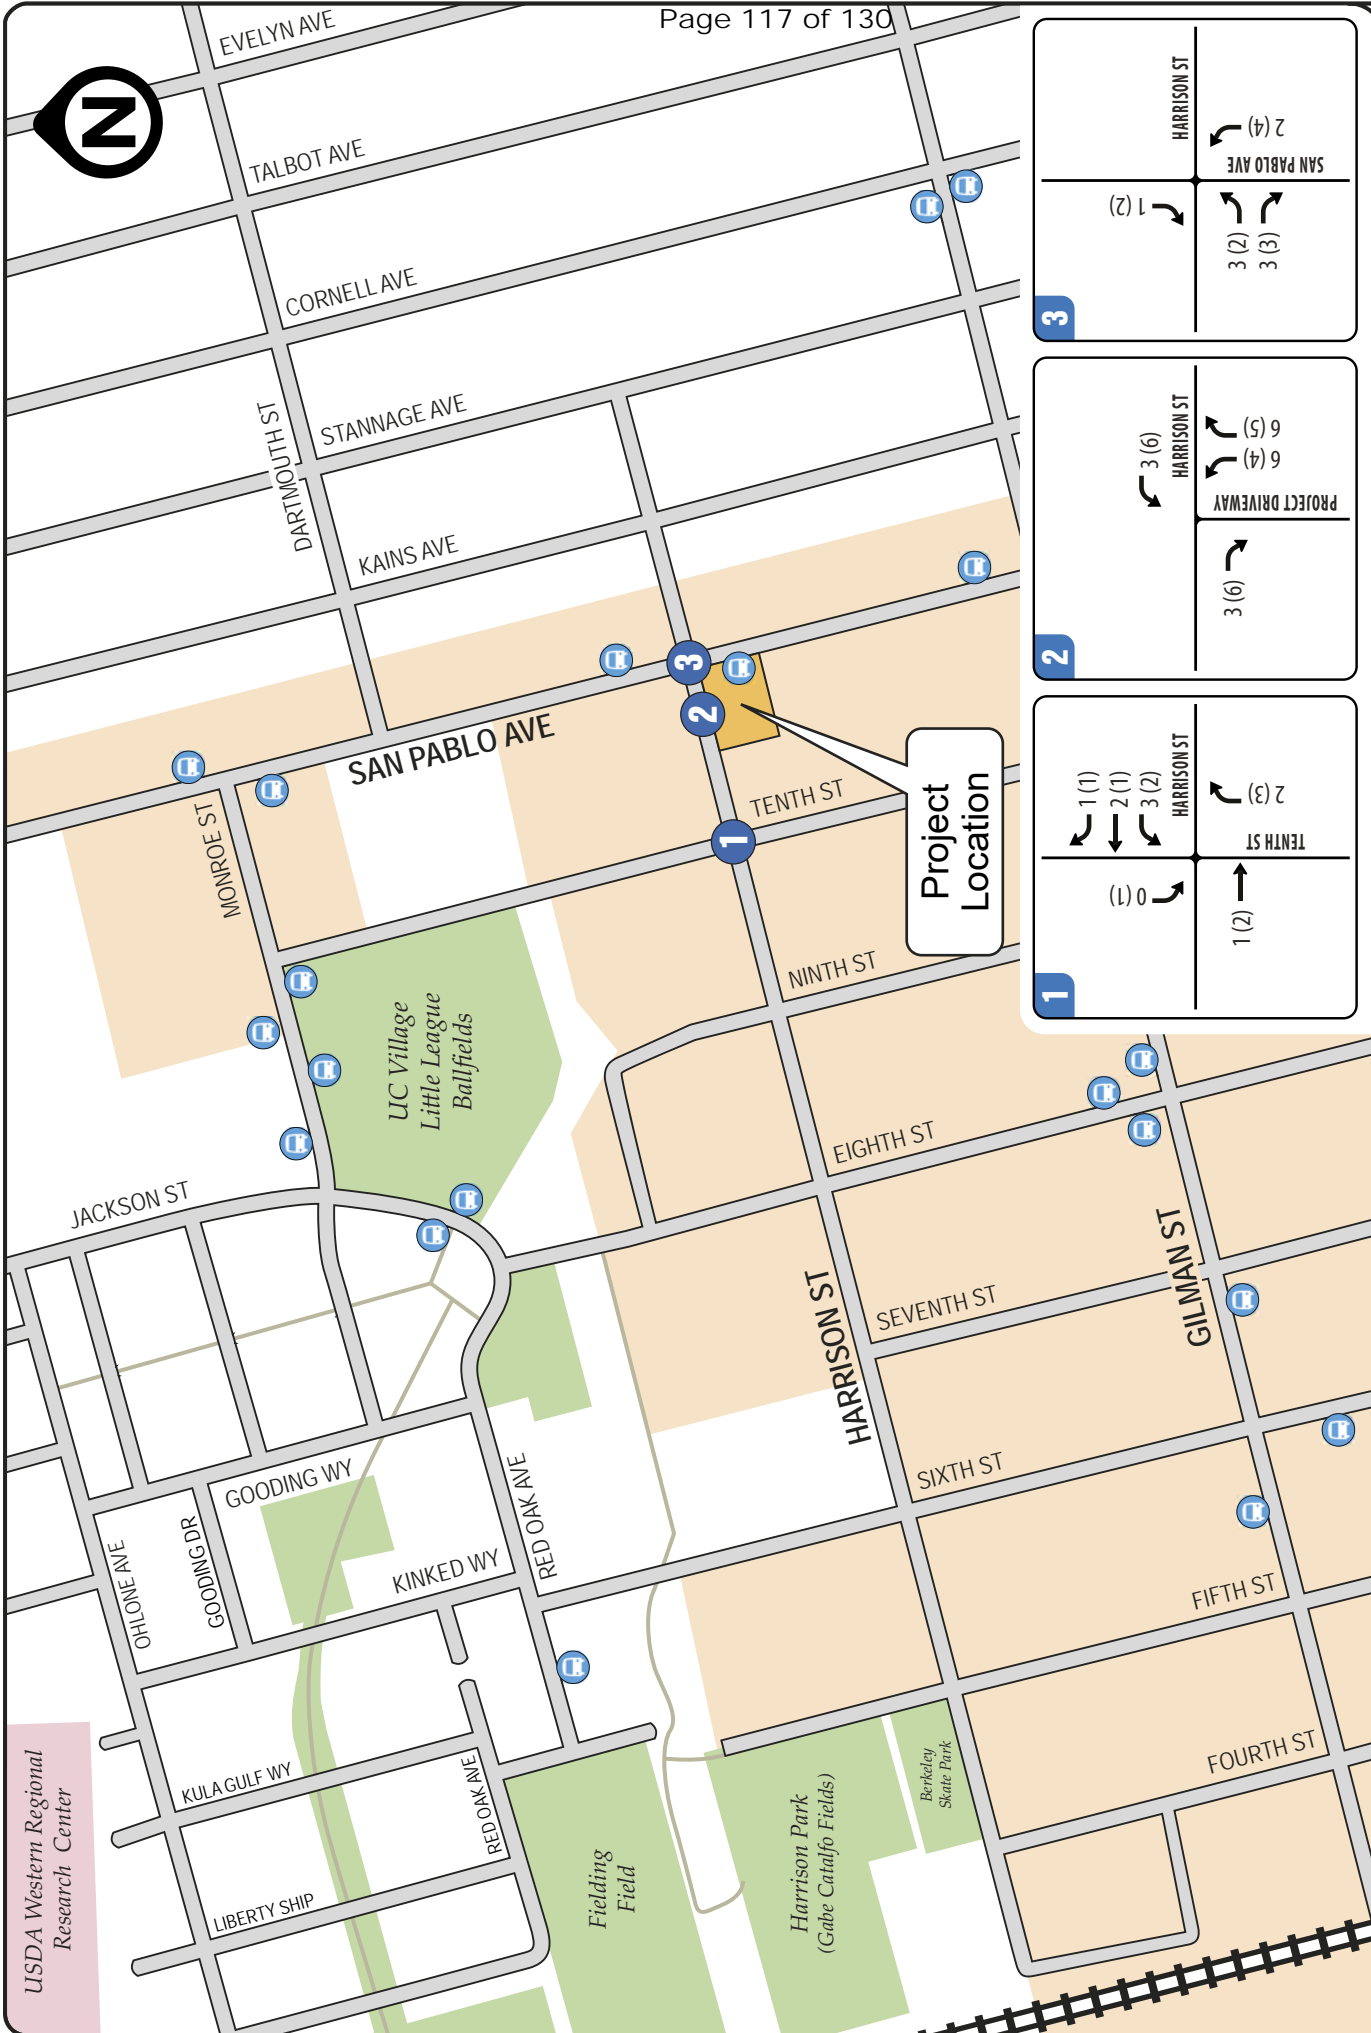 Page 117 of 130
N
EVELYN AVE
TALBOT AVE
CORNELL AVE
STANNAGE AVE
DARTMOUTH ST
KAINS AVE
SAN PABLO AVE
MONROE ST
TENTH ST
NINTH ST
EIGHTH ST
SEVENTH ST
SIXTH ST
FIFTH ST
FOURTH ST
HARRISON ST
GILMAN ST
JACKSON ST
GOODING WY
GOODING DR
OHLONE AVE
KINKED WY
RED OAK AVE
RED OAK AVE
KULA GULF WY
LIBERTY SHIP
UC Village
Little League
Ballfields
USDA Western Regional
Research Center
Fielding
Field
Harrison Park
(Gabe Catalfo Fields)
Berkeley
Skate Park
Project
Location
1
2
3
1
1 (1)
2 (1)
3 (2)
HARRISON ST
0 (1)
1 (2)
TENTH ST
2 (3)
2
3 (6)
HARRISON ST
3 (6)
PROJECT DRIVEWAY
6 (4)
6 (5)
3
HARRISON ST
1 (2)
3 (2)
3 (3)
SAN PABLO AVE
2 (4)